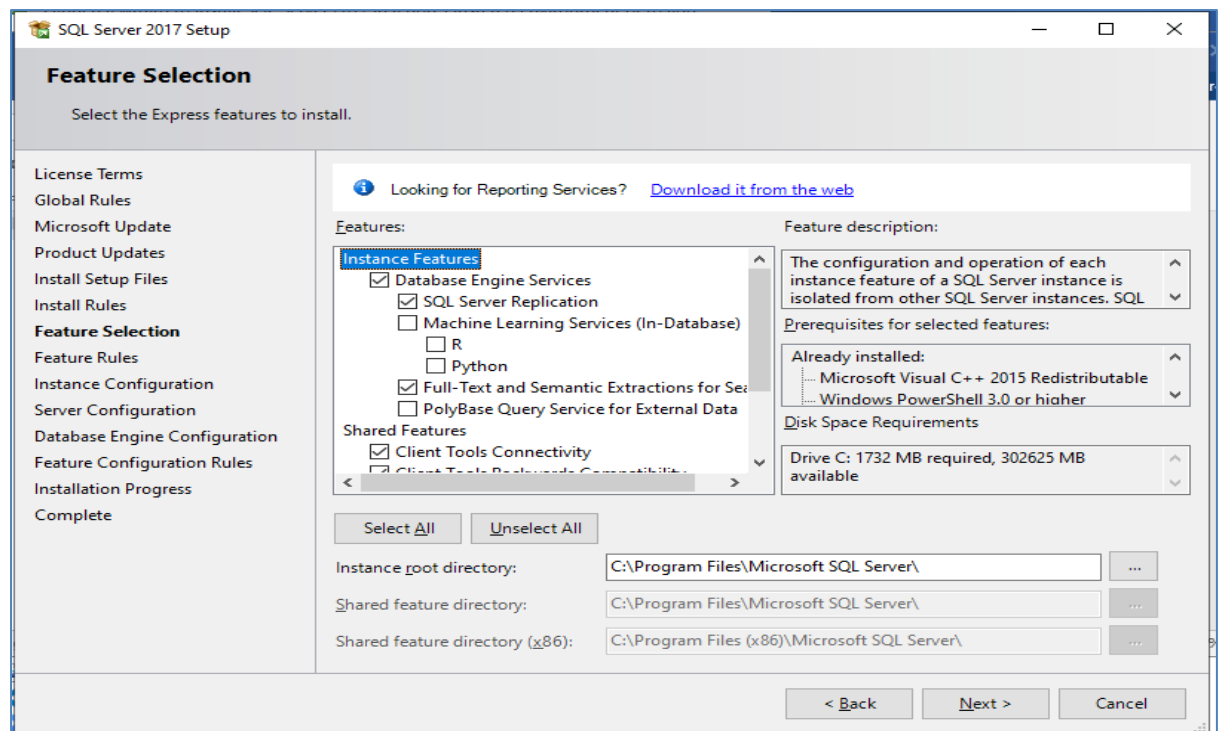 SQL Server 2017 Setup
Feature Selection
Select the Express features to install.
License Terms
Global Rules
Microsoft Update
Product Updates
Install Setup Files
Install Rules
Feature Selection
Feature Rules
Instance Configuration
Server Configuration
Database Engine Configuration
Feature Configuration Rules
Installation Progress
Complete
Looking for Reporting Services? Download it from the web
Features:
Instance Features
Database Engine Services
SQL Server Replication
Machine Learning Services (In-Database)
R
Python
Full-Text and Semantic Extractions for Sea
PolyBase Query Service for External Data
Shared Features
Client Tools Connectivity
Client Tools Backwards Compatibility
Feature description:
The configuration and operation of each
instance feature of a SQL Server instance is
isolated from other SQL Server instances. SQL
Prerequisites for selected features:
Already installed:
Microsoft Visual C++ 2015 Redistributable
Windows PowerShell 3.0 or higher
Disk Space Requirements
Drive C: 1732 MB required, 302625 MB
available
Select All
Unselect All
Instance root directory:
C:\Program Files\Microsoft SQL Server\
...
Shared feature directory:
C:\Program Files\Microsoft SQL Server\
...
Shared feature directory (x86):
C:\Program Files (x86)\Microsoft SQL Server\
...
< Back
Next >
Cancel